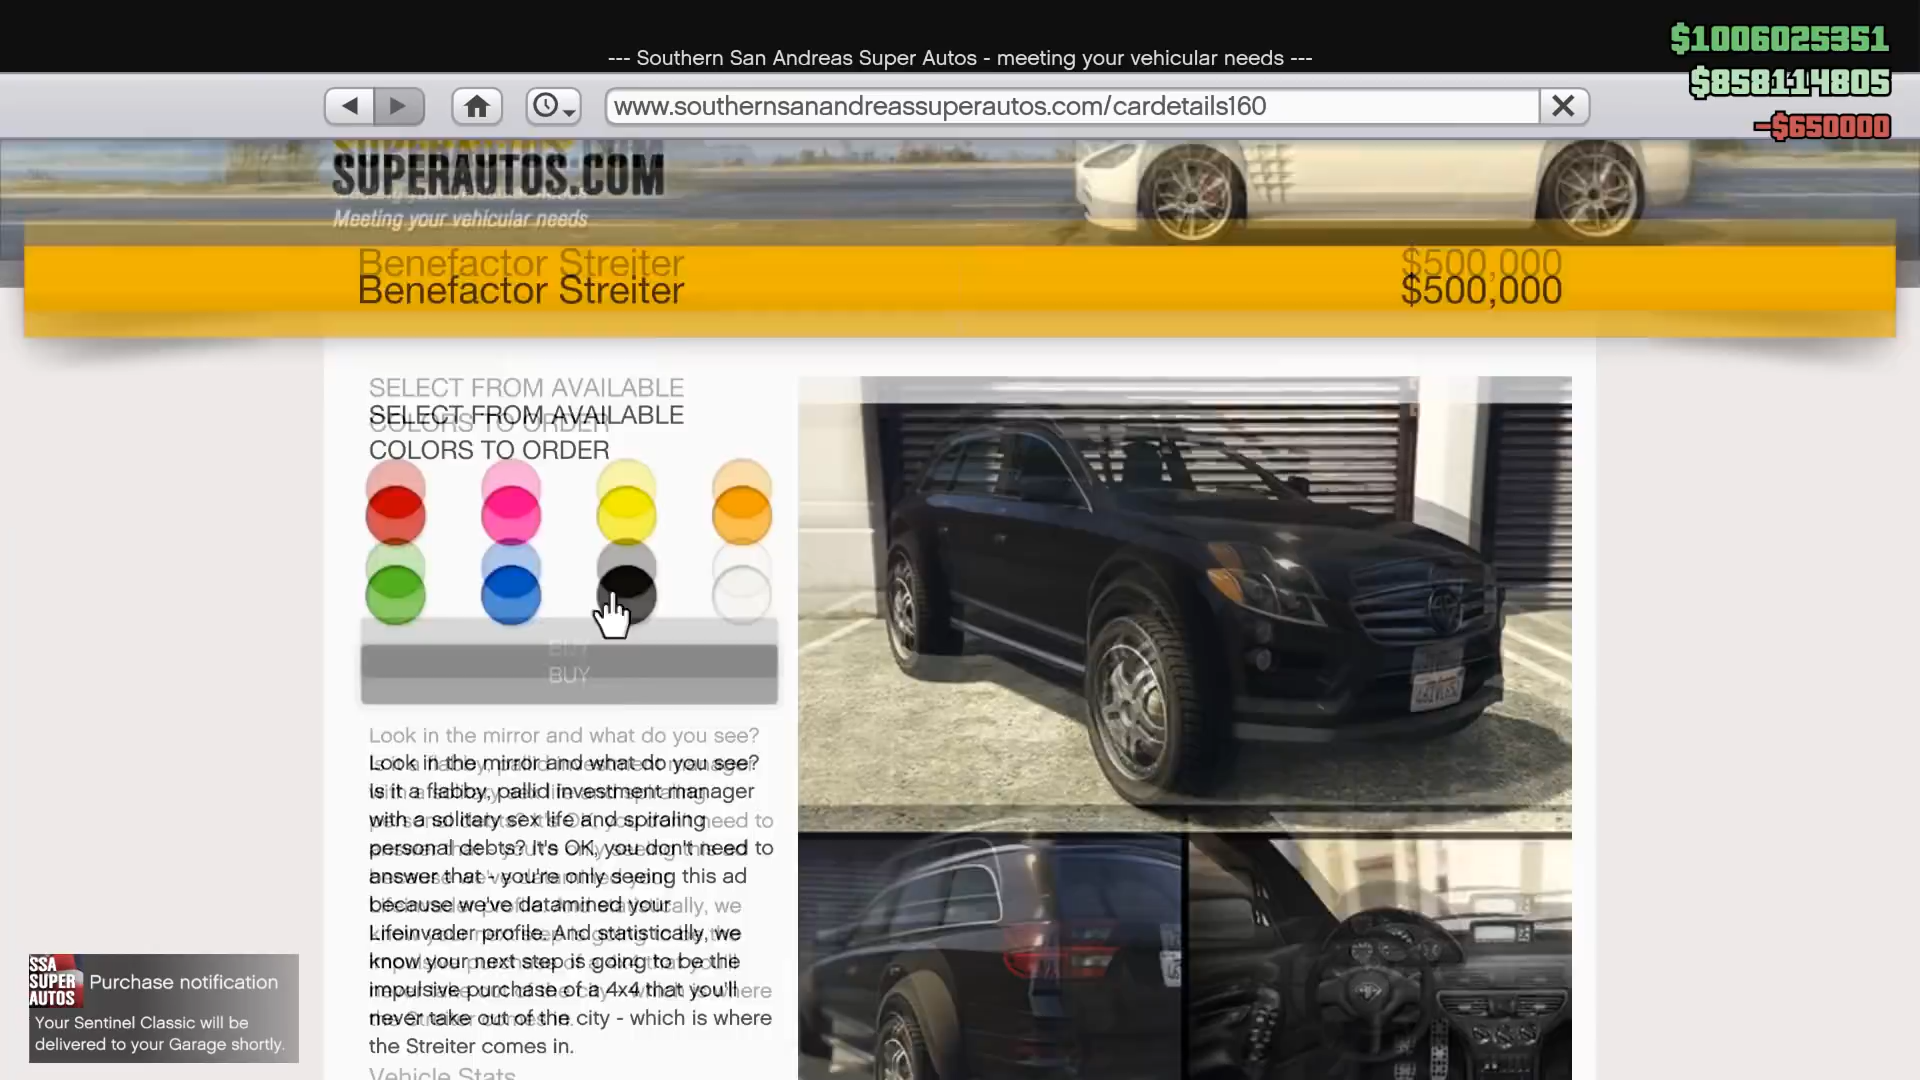 --- Southern San Andreas Super Autos - meeting your vehicular needs ---
$1006025351
$858114805
-$650000
www.southernsanandreassuperautos.com/cardetails160
SUPERAUTOS.COM
Meeting your vehicular needs
Benefactor Streiter $500,000
Benefactor Streiter $500,000
SELECT FROM AVAILABLE
SELECT FROM AVAILABLE
COLORS TO ORDER
COLORS TO ORDER
BUY
BUY
Look in the mirror and what do you see?
Look in the mirror and what do you see?
Is it a flabby, pallid investment manager
with a solitary sex life and spiraling
personal debts? It's OK, you don't need to
answer that - you're only seeing this ad
because we've datamined your
Lifeinvader profile. And statistically, we
know your next step is going to be the
impulsive purchase of a 4x4 that you'll
never take out of the city - which is where
the Streiter comes in.
Vehicle Stats
SSA
SUPER
AUTOS
Purchase notification
Your Sentinel Classic will be
delivered to your Garage shortly.